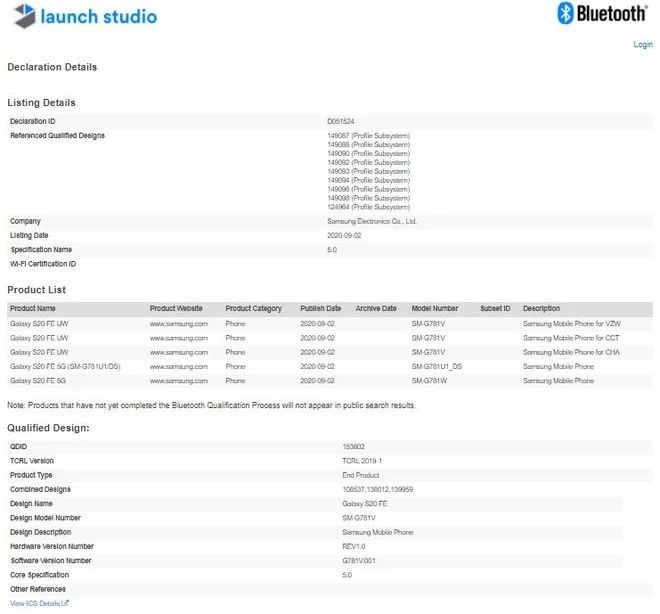 launch studio
Bluetooth®
Login
Declaration Details
Listing Details
Declaration ID D051524
Referenced Qualified Designs 149087 (Profile Subsystem)
149088 (Profile Subsystem)
149090 (Profile Subsystem)
149092 (Profile Subsystem)
149093 (Profile Subsystem)
149094 (Profile Subsystem)
149096 (Profile Subsystem)
149098 (Profile Subsystem)
124964 (Profile Subsystem)
Company Samsung Electronics Co., Ltd.
Listing Date 2020-09-02
Specification Name 5.0
Wi-Fi Certification ID
Product List
Product Name Product Website Product Category Publish Date Archive Date Model Number Subset ID Description
Galaxy S20 FE UW www.samsung.com Phone 2020-09-02 SM-G781V Samsung Mobile Phone for VZW
Galaxy S20 FE UW www.samsung.com Phone 2020-09-02 SM-G781V Samsung Mobile Phone for CCT
Galaxy S20 FE UW www.samsung.com Phone 2020-09-02 SM-G781V Samsung Mobile Phone for CHA
Galaxy S20 FE 5G (SM-G781U1/DS) www.samsung.com Phone 2020-09-02 SM-G781U1_DS Samsung Mobile Phone
Galaxy S20 FE 5G www.samsung.com Phone 2020-09-02 SM-G781W Samsung Mobile Phone
Note: Products that have not yet completed the Bluetooth Qualification Process will not appear in public search results.
Qualified Design:
QDID 153602
TCRL Version TCRL 2019-1
Product Type End Product
Combined Designs 108537,138012,139959
Design Name Galaxy S20 FE
Design Model Number SM-G781V
Design Description Samsung Mobile Phone
Hardware Version Number REV1.0
Software Version Number G781V.001
Core Specification 5.0
Other References
View ICS Details